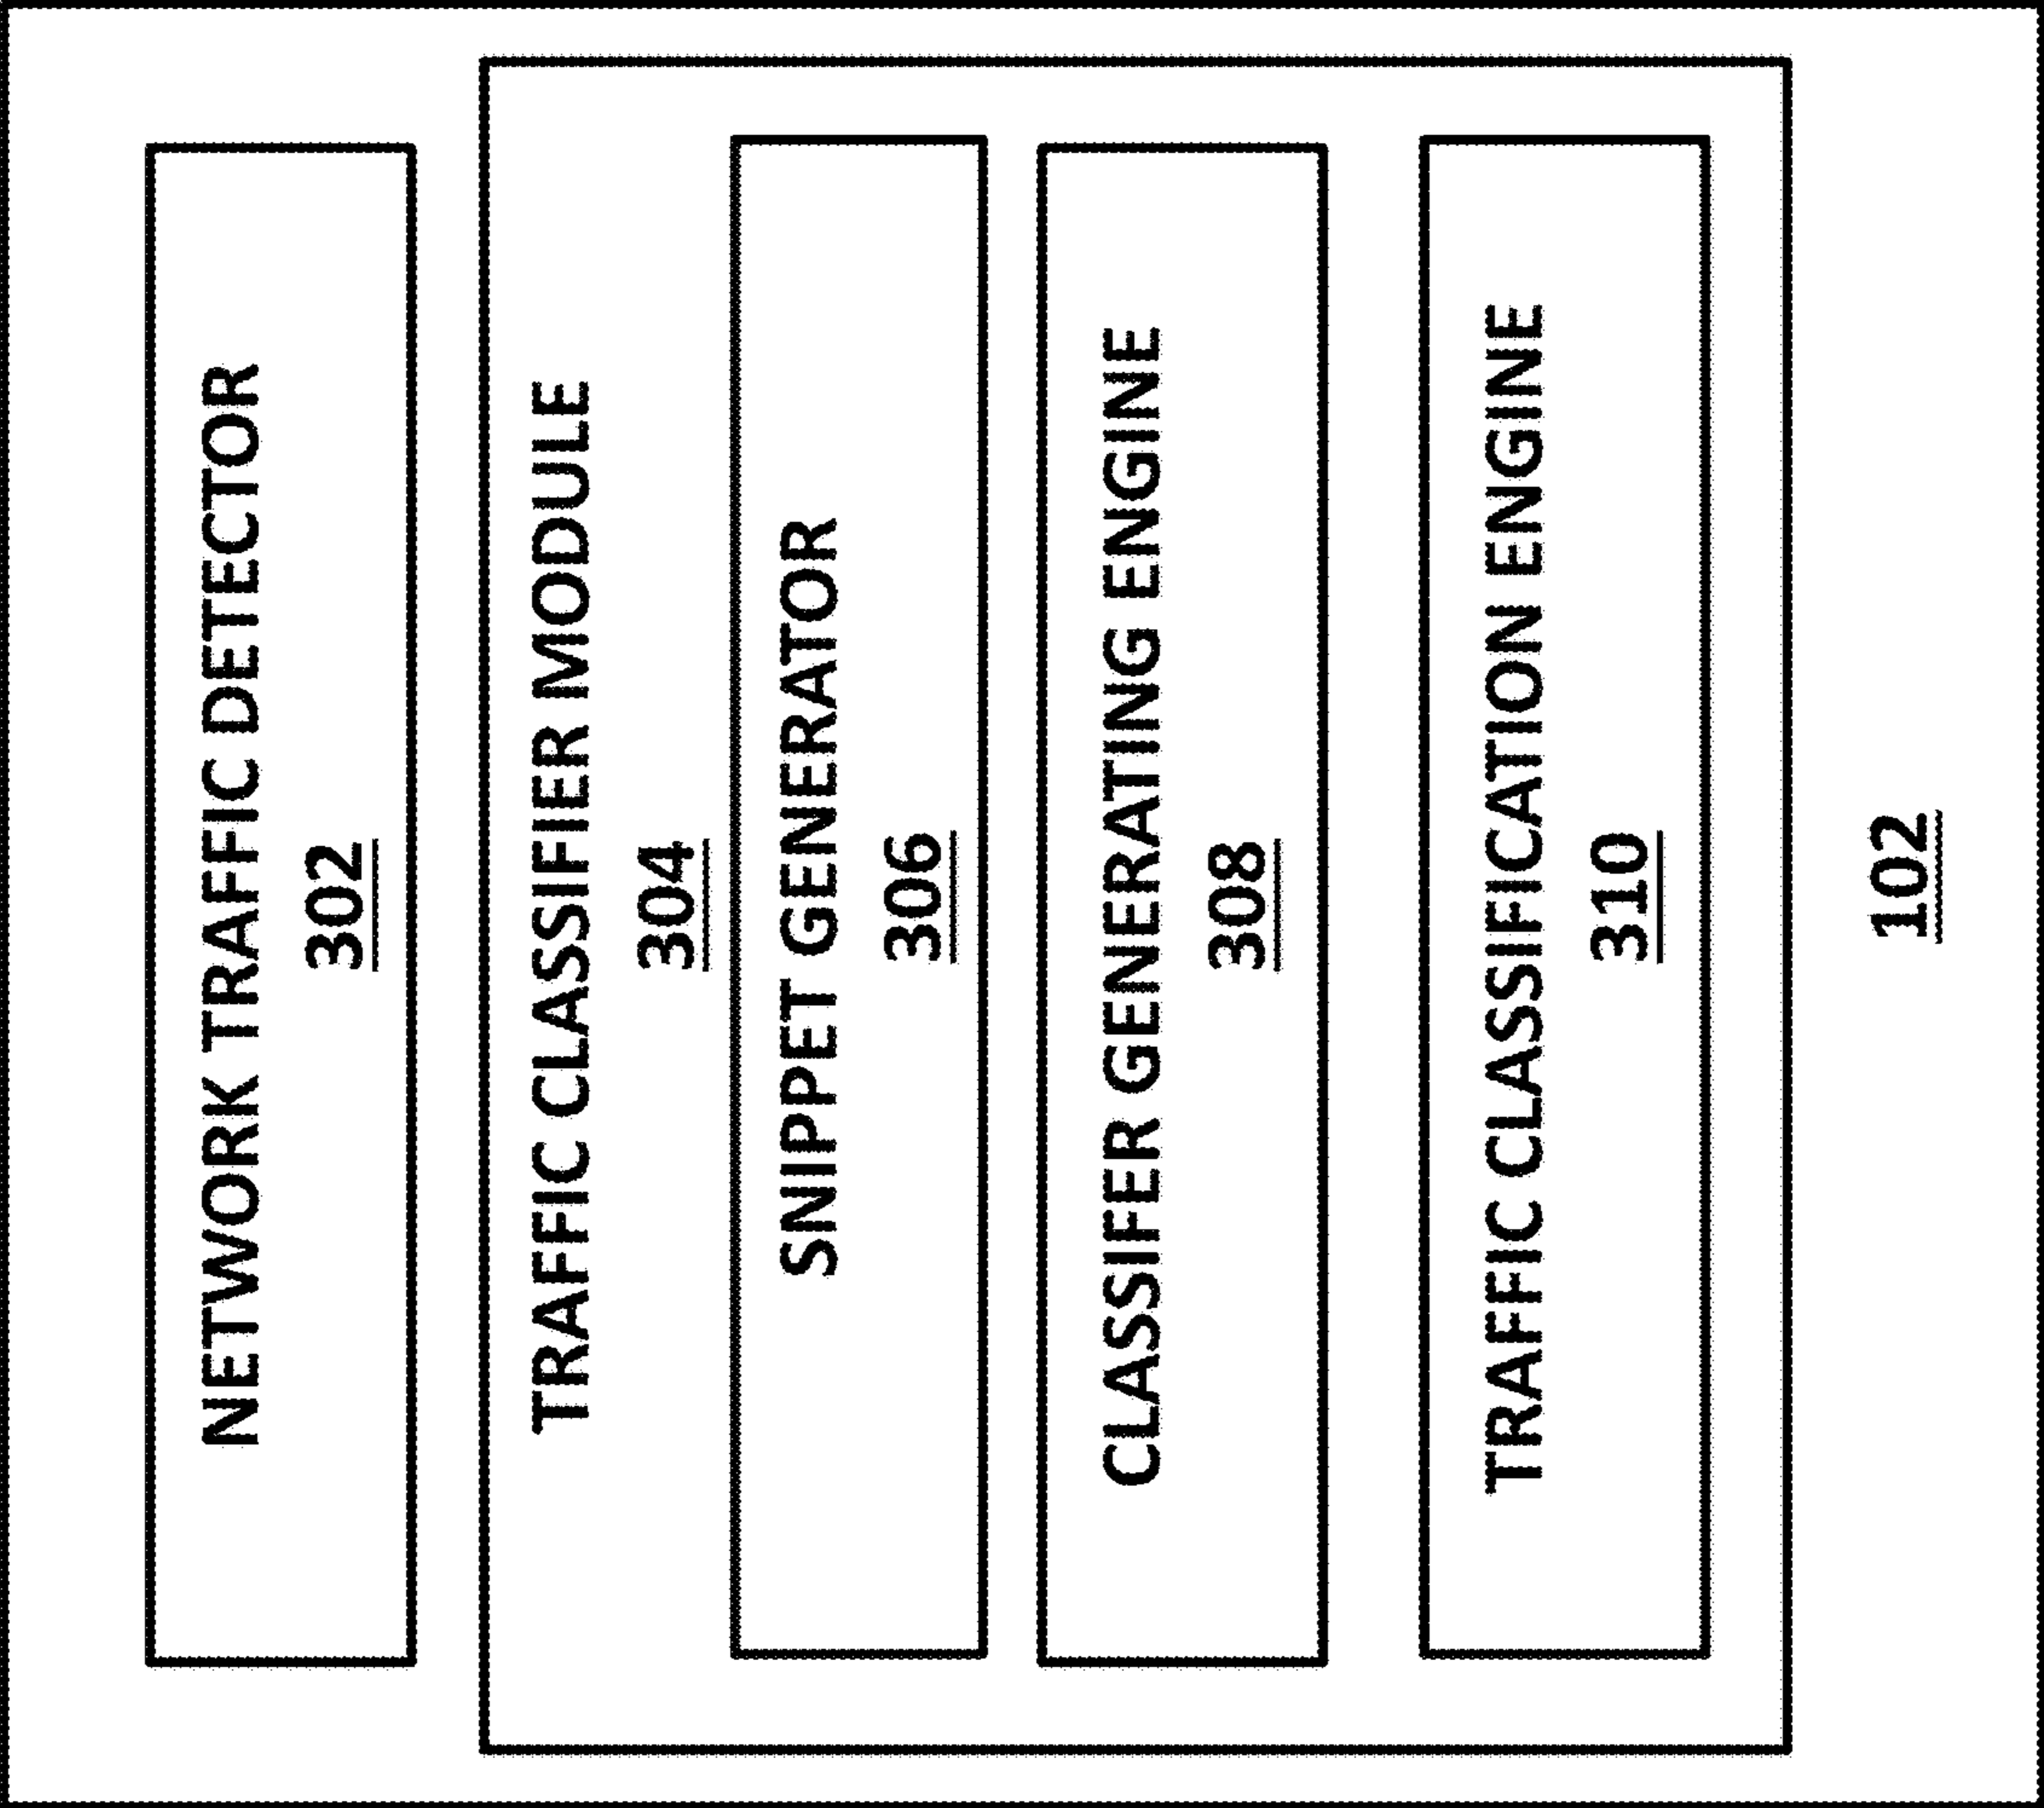 NETWORK TRAFFIC DETECTOR
302
TRAFFIC CLASSIFIER MODULE
304
SNIPPET GENERATOR
306
CLASSIFER GENERATING ENGINE
308
TRAFFIC CLASSIFICATION ENGINE
310
102